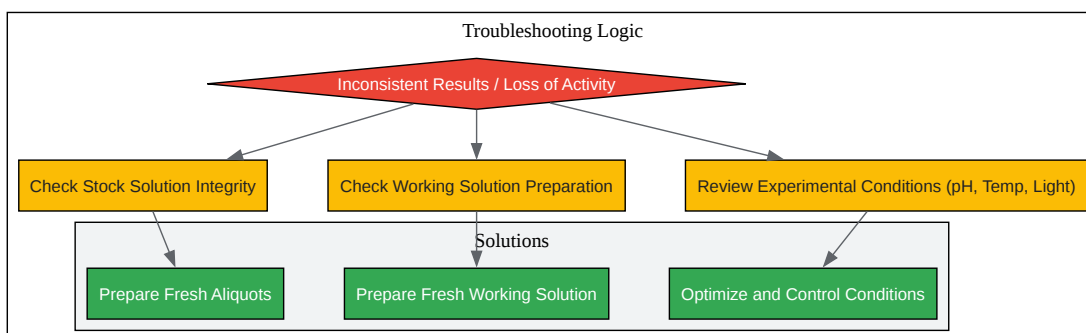 Troubleshooting Logic
Inconsistent Results / Loss of Activity
Check Stock Solution Integrity
Check Working Solution Preparation
Review Experimental Conditions (pH, Temp, Light)
Solutions
Prepare Fresh Aliquots
Prepare Fresh Working Solution
Optimize and Control Conditions